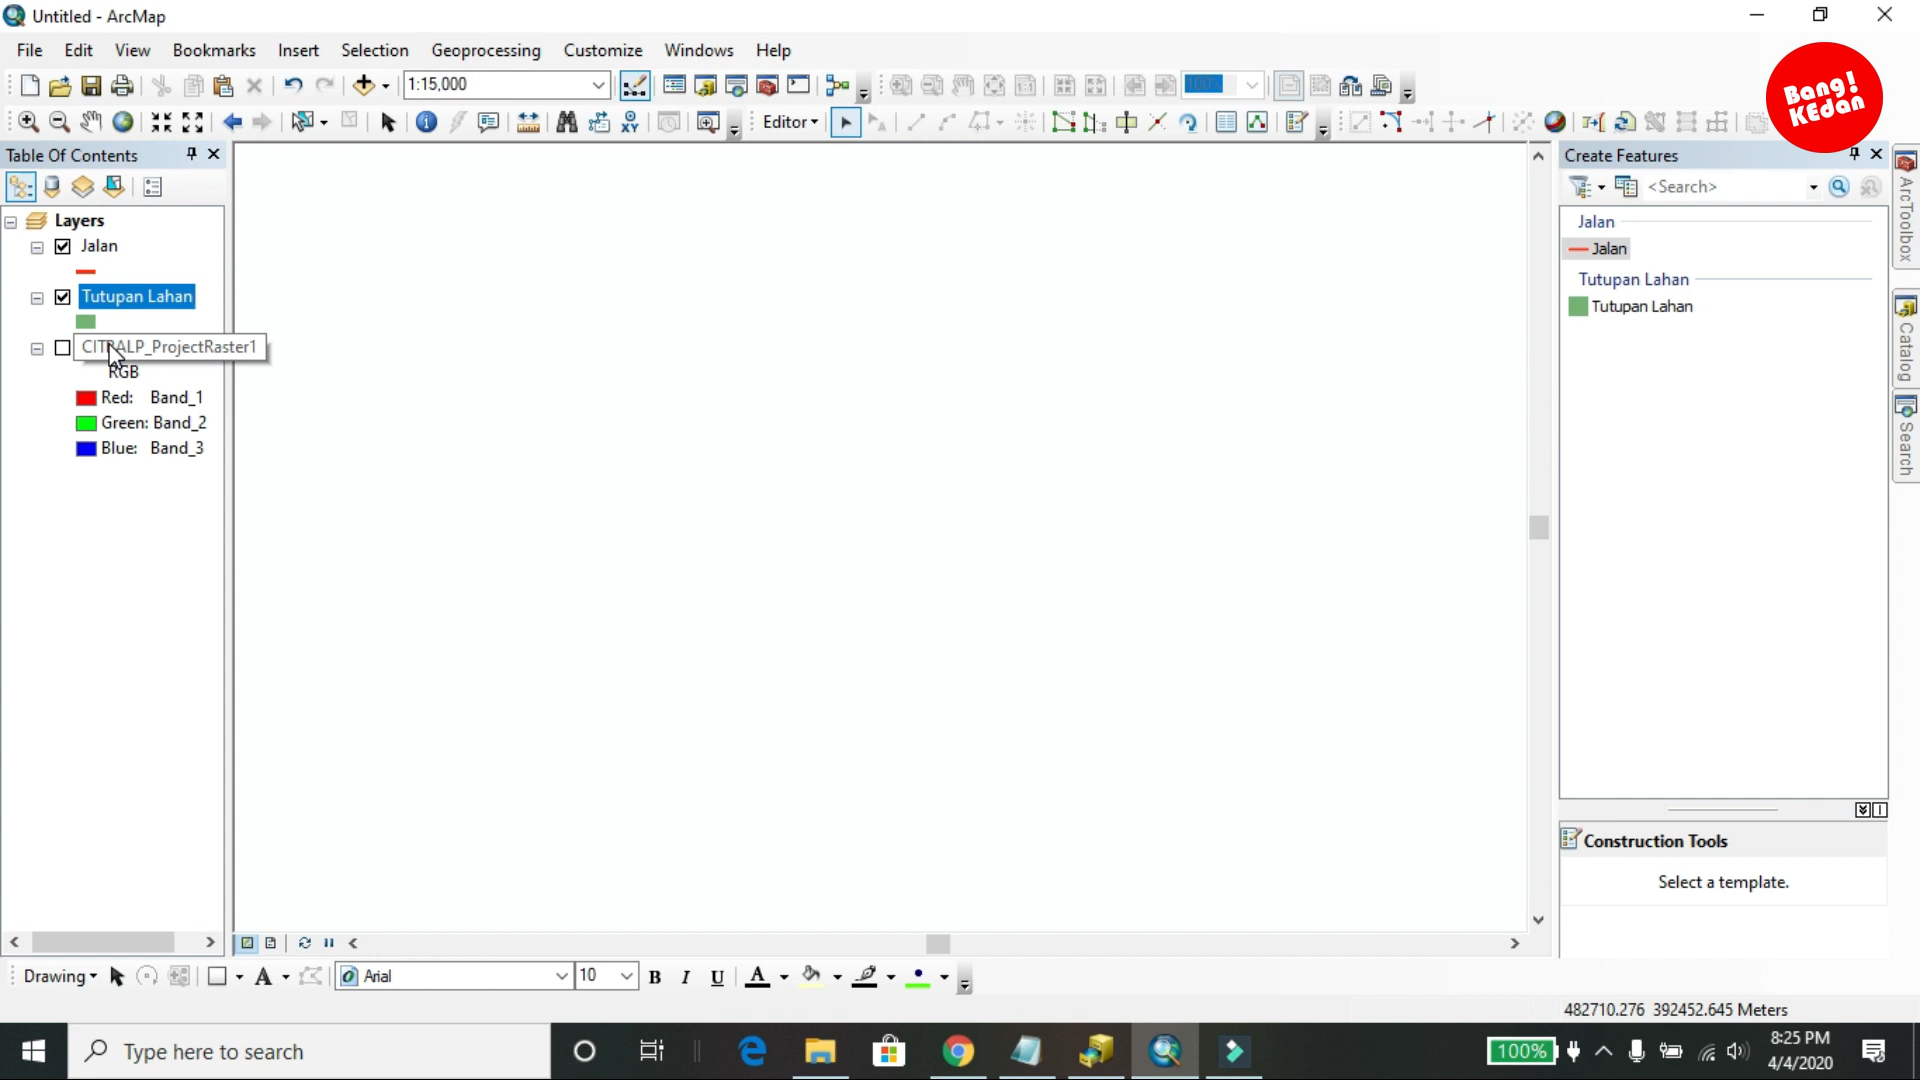 Untitled - ArcMap
File Edit View Bookmarks Insert Selection Geoprocessing Customize Windows Help
1:15,000
Bang!
KEdan
Editor
Table Of Contents
Create Features
<Search>
Layers
Jalan
Tutupan Lahan
CITRALP_ProjectRaster1
RGB
Red: Band_1
Green: Band_2
Blue: Band_3
Jalan
Jalan
Tutupan Lahan
Tutupan Lahan
ArcToolbox
Catalog
Search
Construction Tools
Select a template.
Drawing
Arial
10
B I U A
482710.276 392452.645 Meters
Type here to search
100%
8:25 PM
4/4/2020